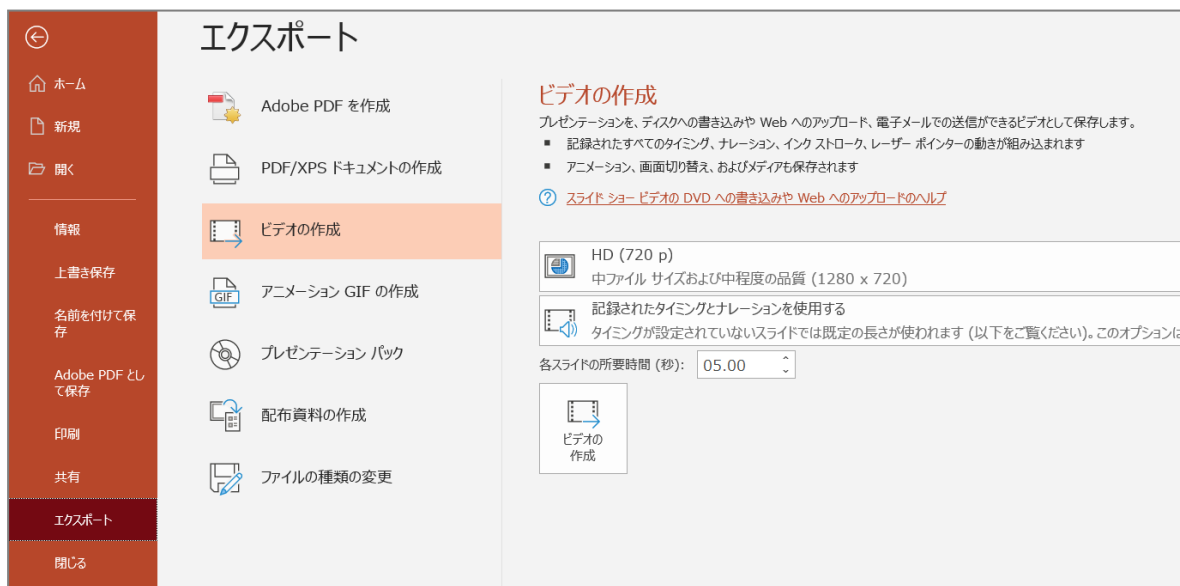 エクスポート
ホーム
新規
開く
情報
上書き保存
名前を付けて保
存
Adobe PDF とし
て保存
印刷
共有
エクスポート
閉じる
Adobe PDF を作成
PDF/XPS ドキュメントの作成
ビデオの作成
GIF
アニメーション GIF の作成
プレゼンテーション パック
配布資料の作成
ファイルの種類の変更
ビデオの作成
プレゼンテーションを、ディスクへの書き込みや Web へのアップロード、電子メールでの送信ができるビデオとして保存します。
▪ 記録されたすべてのタイミング、ナレーション、インク ストローク、レーザー ポインターの動きが組み込まれます
▪ アニメーション、画面切り替え、およびメディアも保存されます
? スライド ショー ビデオの DVD への書き込みや Web へのアップロードのヘルプ
HD (720 p)
中ファイル サイズおよび中程度の品質 (1280 x 720)
記録されたタイミングとナレーションを使用する
タイミングが設定されていないスライドでは既定の長さが使われます (以下をご覧ください)。このオプションは
各スライドの所要時間 (秒): 05.00
ビデオの
作成